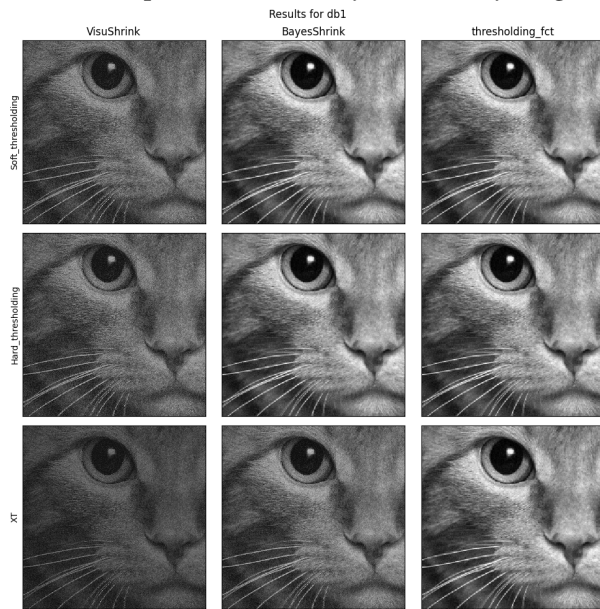 Results for db1
VisuShrink
BayesShrink
thresholding_fct
Soft_thresholding
Hard_thresholding
XT